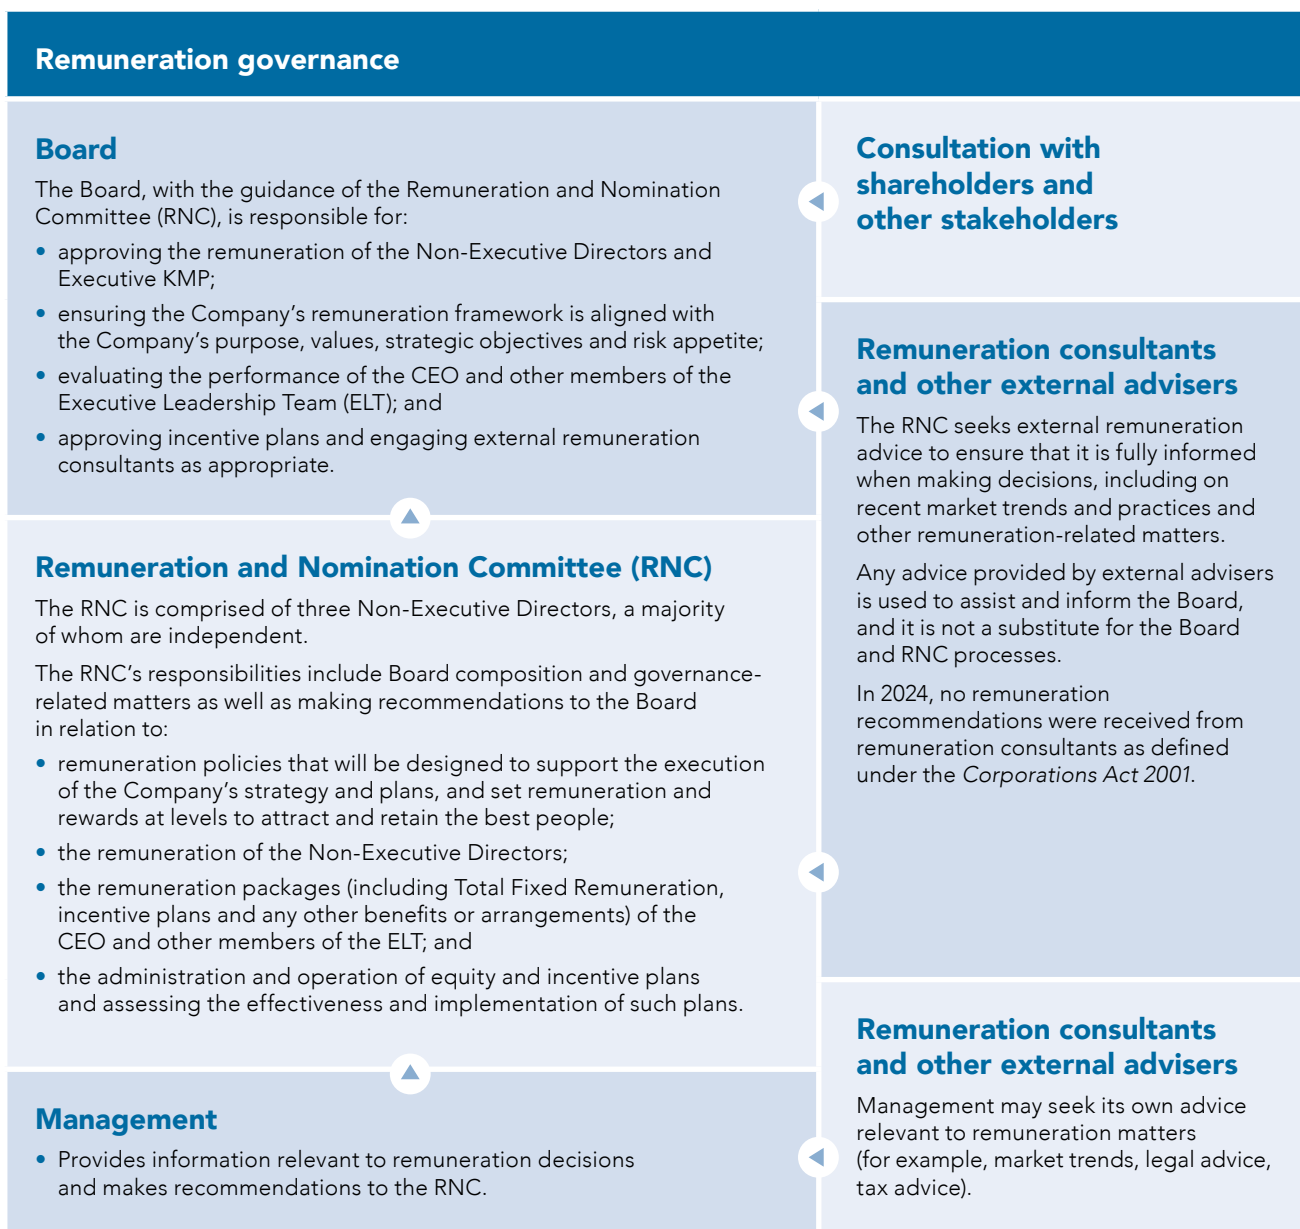 Remuneration governance
Board
The Board, with the guidance of the Remuneration and Nomination
Committee (RNC), is responsible for:
• approving the remuneration of the Non-Executive Directors and
Executive KMP;
• ensuring the Company’s remuneration framework is aligned with
the Company’s purpose, values, strategic objectives and risk appetite;
• evaluating the performance of the CEO and other members of the
Executive Leadership Team (ELT); and
• approving incentive plans and engaging external remuneration
consultants as appropriate.
Remuneration and Nomination Committee (RNC)
The RNC is comprised of three Non-Executive Directors, a majority
of whom are independent.
The RNC’s responsibilities include Board composition and governance-
related matters as well as making recommendations to the Board
in relation to:
• remuneration policies that will be designed to support the execution
of the Company’s strategy and plans, and set remuneration and
rewards at levels to attract and retain the best people;
• the remuneration of the Non-Executive Directors;
• the remuneration packages (including Total Fixed Remuneration,
incentive plans and any other benefits or arrangements) of the
CEO and other members of the ELT; and
• the administration and operation of equity and incentive plans
and assessing the effectiveness and implementation of such plans.
Management
• Provides information relevant to remuneration decisions
and makes recommendations to the RNC.
Consultation with
shareholders and
other stakeholders
Remuneration consultants
and other external advisers
The RNC seeks external remuneration
advice to ensure that it is fully informed
when making decisions, including on
recent market trends and practices and
other remuneration-related matters.
Any advice provided by external advisers
is used to assist and inform the Board,
and it is not a substitute for the Board
and RNC processes.
In 2024, no remuneration
recommendations were received from
remuneration consultants as defined
under the Corporations Act 2001.
Remuneration consultants
and other external advisers
Management may seek its own advice
relevant to remuneration matters
(for example, market trends, legal advice,
tax advice).